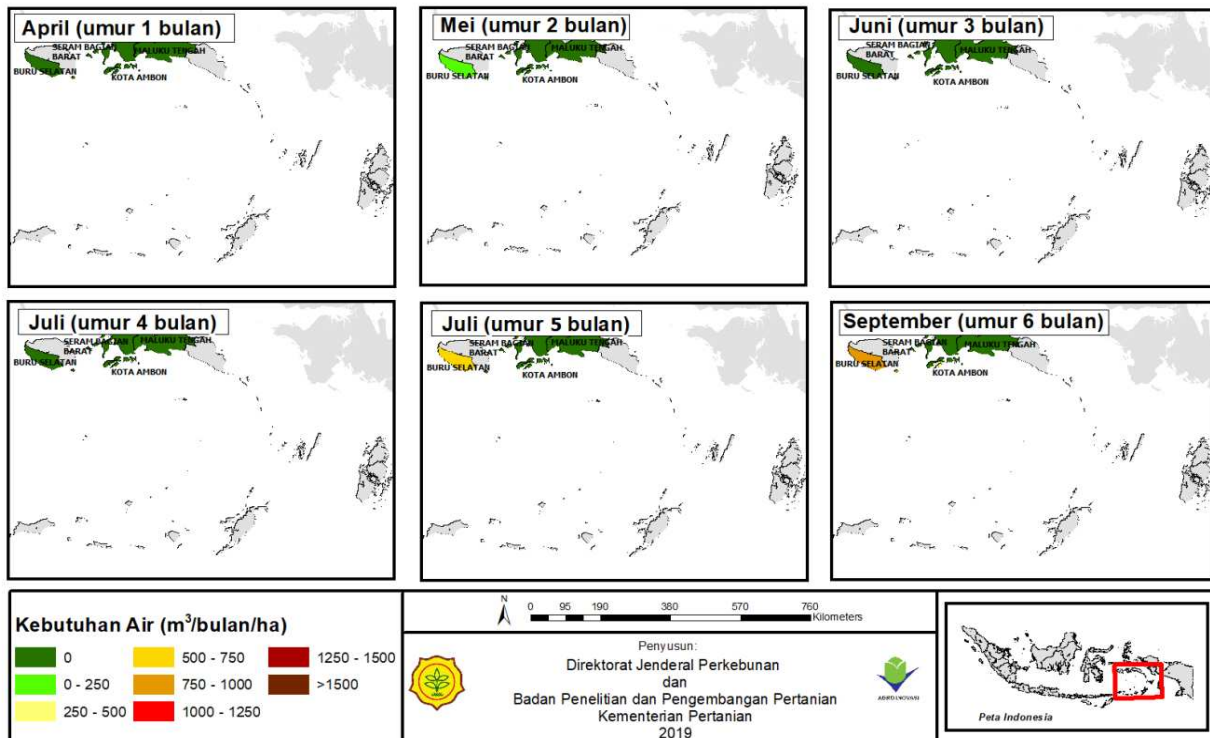 April (umur 1 bulan)
SERAM BAGIAN
BARAT
MALUKU TENGAH
BURU SELATAN
KOTA AMBON
Mei (umur 2 bulan)
SERAM BAGIAN
BARAT
MALUKU TENGAH
BURU SELATAN
KOTA AMBON
Juni (umur 3 bulan)
SERAM BAGIAN
BARAT
MALUKU TENGAH
BURU SELATAN
KOTA AMBON
Juli (umur 4 bulan)
SERAM BAGIAN
BARAT
MALUKU TENGAH
BURU SELATAN
KOTA AMBON
Juli (umur 5 bulan)
SERAM BAGIAN
BARAT
MALUKU TENGAH
BURU SELATAN
KOTA AMBON
September (umur 6 bulan)
SERAM BAGIAN
BARAT
MALUKU TENGAH
BURU SELATAN
KOTA AMBON
Kebutuhan Air (m³/bulan/ha)
0
0 - 250
250 - 500
500 - 750
750 - 1000
1000 - 1250
1250 - 1500
>1500
N
0 95 190 380 570 760
Kilometers
Penyusun:
Direktorat Jenderal Perkebunan
dan
Badan Penelitian dan Pengembangan Pertanian
Kementerian Pertanian
2019
Peta Indonesia